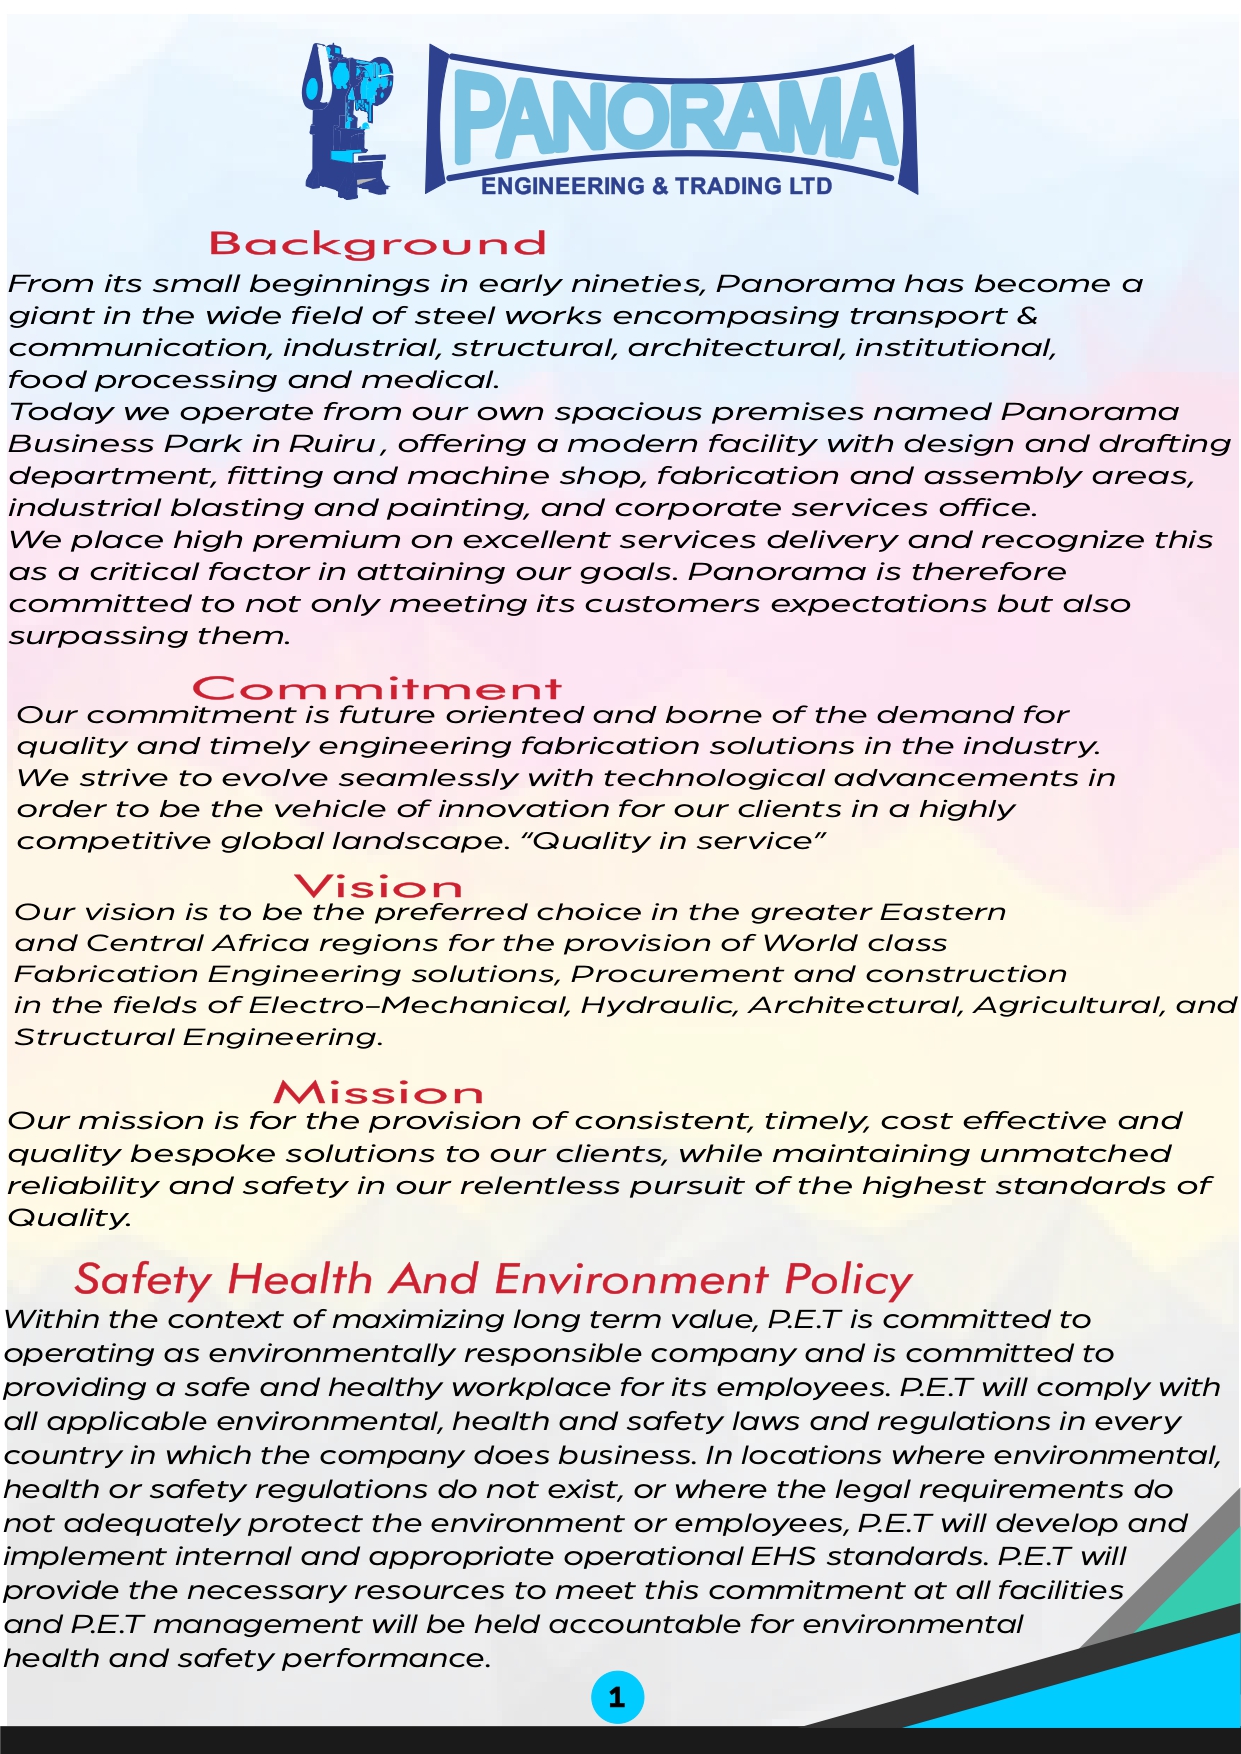 PANORAMA
ENGINEERING & TRADING LTD
Background
From its small beginnings in early nineties, Panorama has become a
giant in the wide field of steel works encompasing transport &
communication, industrial, structural, architectural, institutional,
food processing and medical.
Today we operate from our own spacious premises named Panorama
Business Park in Ruiru , offering a modern facility with design and drafting
department, fitting and machine shop, fabrication and assembly areas,
industrial blasting and painting, and corporate services office.
We place high premium on excellent services delivery and recognize this
as a critical factor in attaining our goals. Panorama is therefore
committed to not only meeting its customers expectations but also
surpassing them.
Commitment
Our commitment is future oriented and borne of the demand for
quality and timely engineering fabrication solutions in the industry.
We strive to evolve seamlessly with technological advancements in
order to be the vehicle of innovation for our clients in a highly
competitive global landscape. “Quality in service”
Vision
Our vision is to be the preferred choice in the greater Eastern
and Central Africa regions for the provision of World class
Fabrication Engineering solutions, Procurement and construction
in the fields of Electro-Mechanical, Hydraulic, Architectural, Agricultural, and
Structural Engineering.
Mission
Our mission is for the provision of consistent, timely, cost effective and
quality bespoke solutions to our clients, while maintaining unmatched
reliability and safety in our relentless pursuit of the highest standards of
Quality.
Safety Health And Environment Policy
Within the context of maximizing long term value, P.E.T is committed to
operating as environmentally responsible company and is committed to
providing a safe and healthy workplace for its employees. P.E.T will comply with
all applicable environmental, health and safety laws and regulations in every
country in which the company does business. In locations where environmental,
health or safety regulations do not exist, or where the legal requirements do
not adequately protect the environment or employees, P.E.T will develop and
implement internal and appropriate operational EHS standards. P.E.T will
provide the necessary resources to meet this commitment at all facilities
and P.E.T management will be held accountable for environmental
health and safety performance.
1